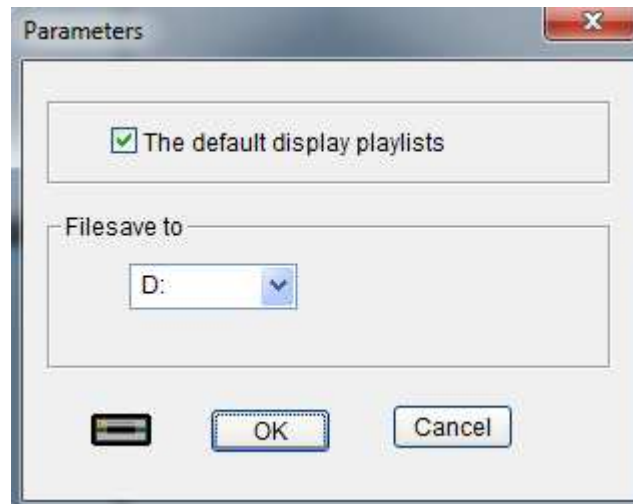 Parameters
The default display playlists
Filesave to
D:
OK
Cancel